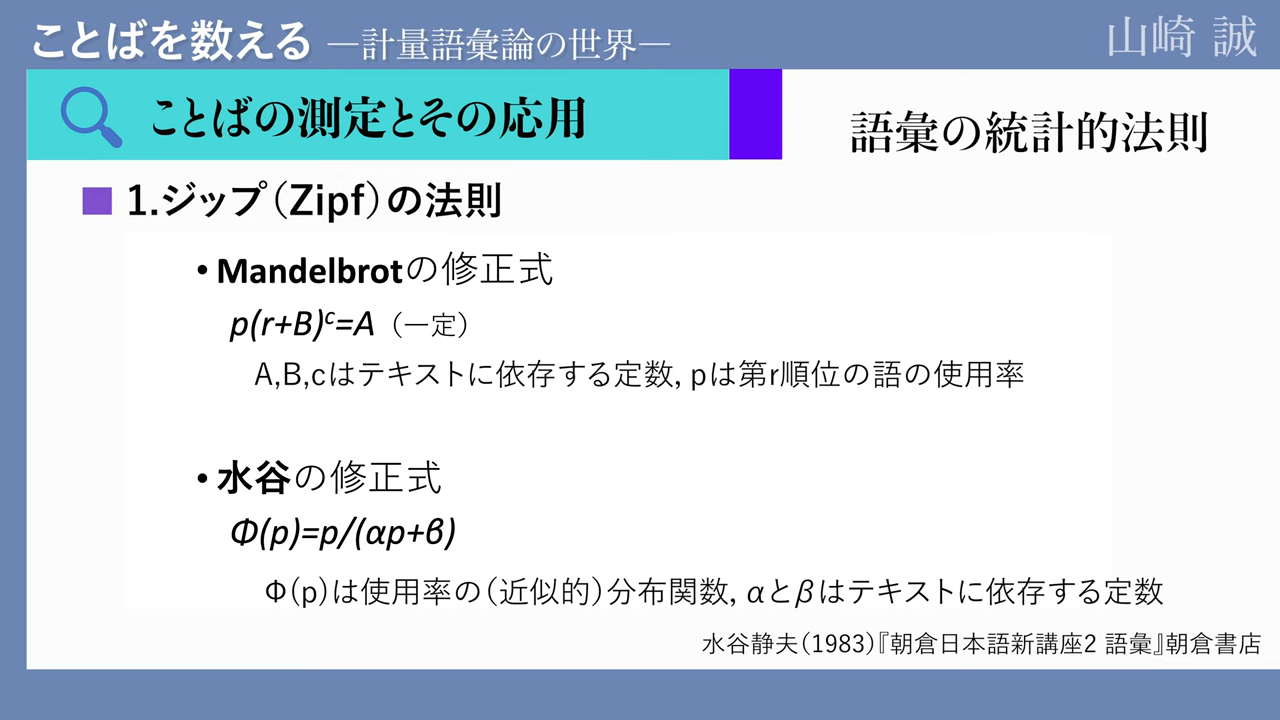 ことばを数える ―計量語彙論の世界―
山崎 誠
ことばの測定とその応用
語彙の統計的法則
1.ジップ（Zipf）の法則
• Mandelbrotの修正式
p(r+B)ᶜ=A（一定）
A,B,cはテキストに依存する定数, pは第r順位の語の使用率
• 水谷の修正式
Φ(p)=p/(αp+β)
Φ(p)は使用率の（近似的）分布関数, αとβはテキストに依存する定数
水谷静夫（1983）『朝倉日本語新講座2 語彙』朝倉書店